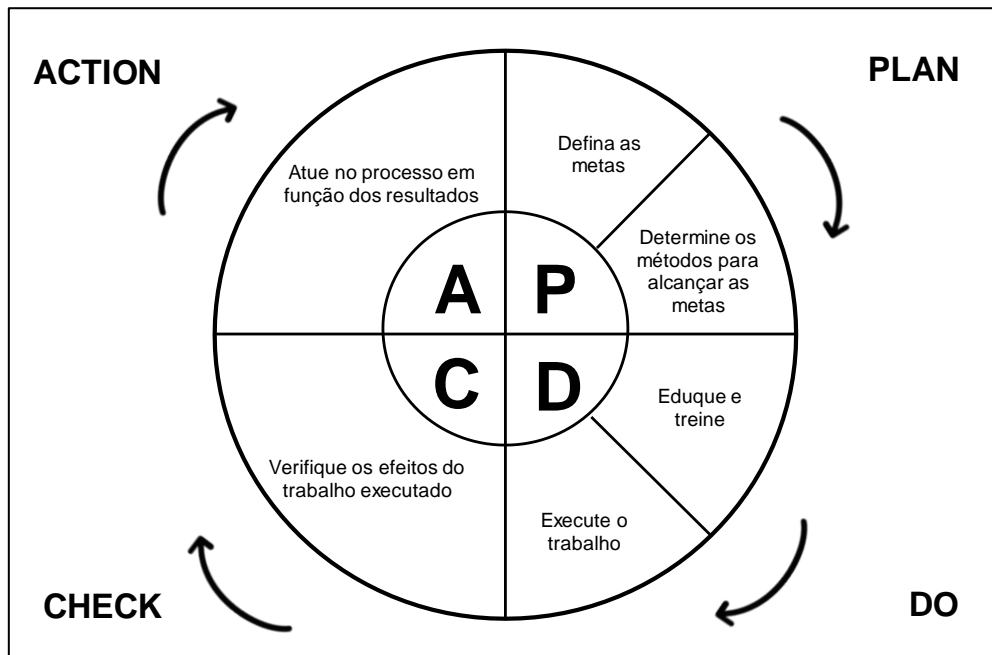 ACTION
PLAN
Defina as
metas
Atue no processo em
função dos resultados
Determine os
métodos para
alcançar as
metas
A P
C D
Eduque e
treine
Verifique os efeitos do
trabalho executado
Execute o
trabalho
CHECK
DO